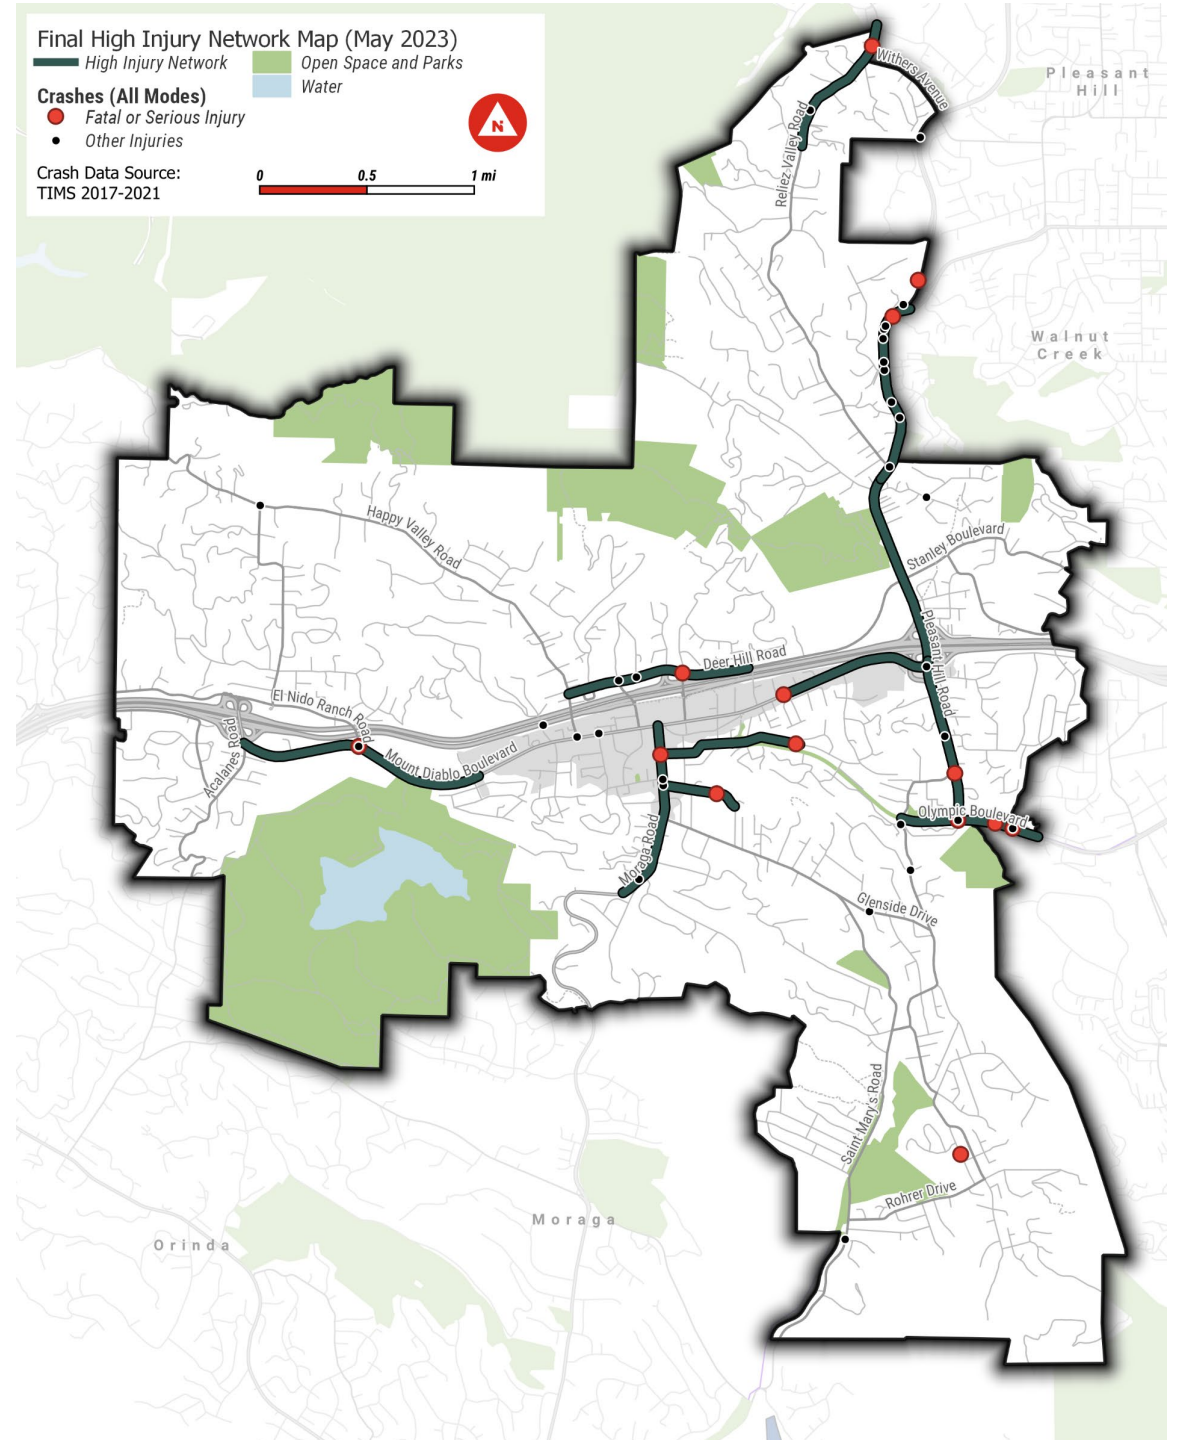 Final High Injury Network Map (May 2023)
High Injury Network
Open Space and Parks
Water
Crashes (All Modes)
Fatal or Serious Injury
Other Injuries
Crash Data Source:
TIMS 2017-2021
N
0 0.5 1 mi
Withers Avenue
Pleasant
Hill
Reliez Valley Road
Walnut
Creek
Happy Valley Road
Stanley Boulevard
Pleasant Hill Road
Deer Hill Road
El Nido Ranch Road
Acalanes Road
Mount Diablo Boulevard
Olympic Boulevard
Moraga Road
Glenside Drive
Saint Mary's Road
Rohrer Drive
Moraga
Orinda